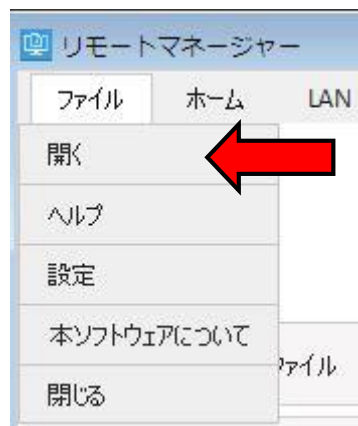 リモートマネージャー
ファイル ホーム LAN
開く
ヘルプ
設定
本ソフトウェアについて
ファイル
閉じる